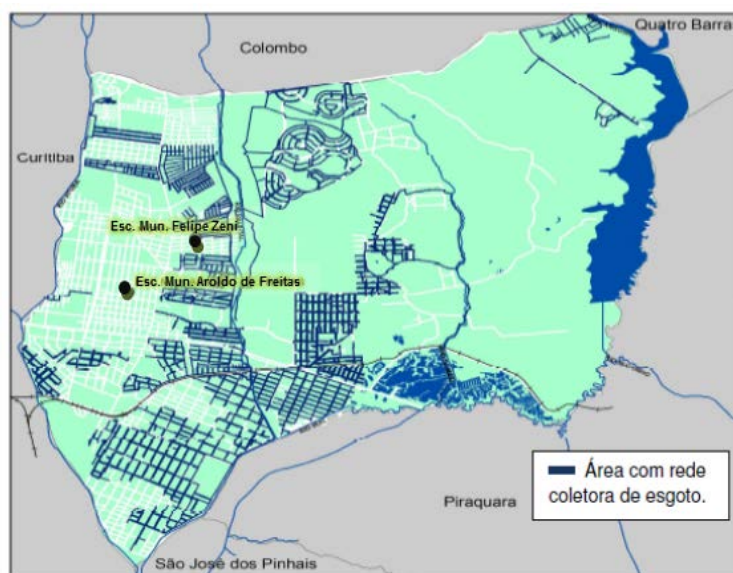 Quatro Barra
Colombo
Curitiba
Esc. Mun. Felipe Zeni
Esc. Mun. Aroldo de Freitas
Área com rede
coletora de esgoto.
Piraquara
São José dos Pinhais